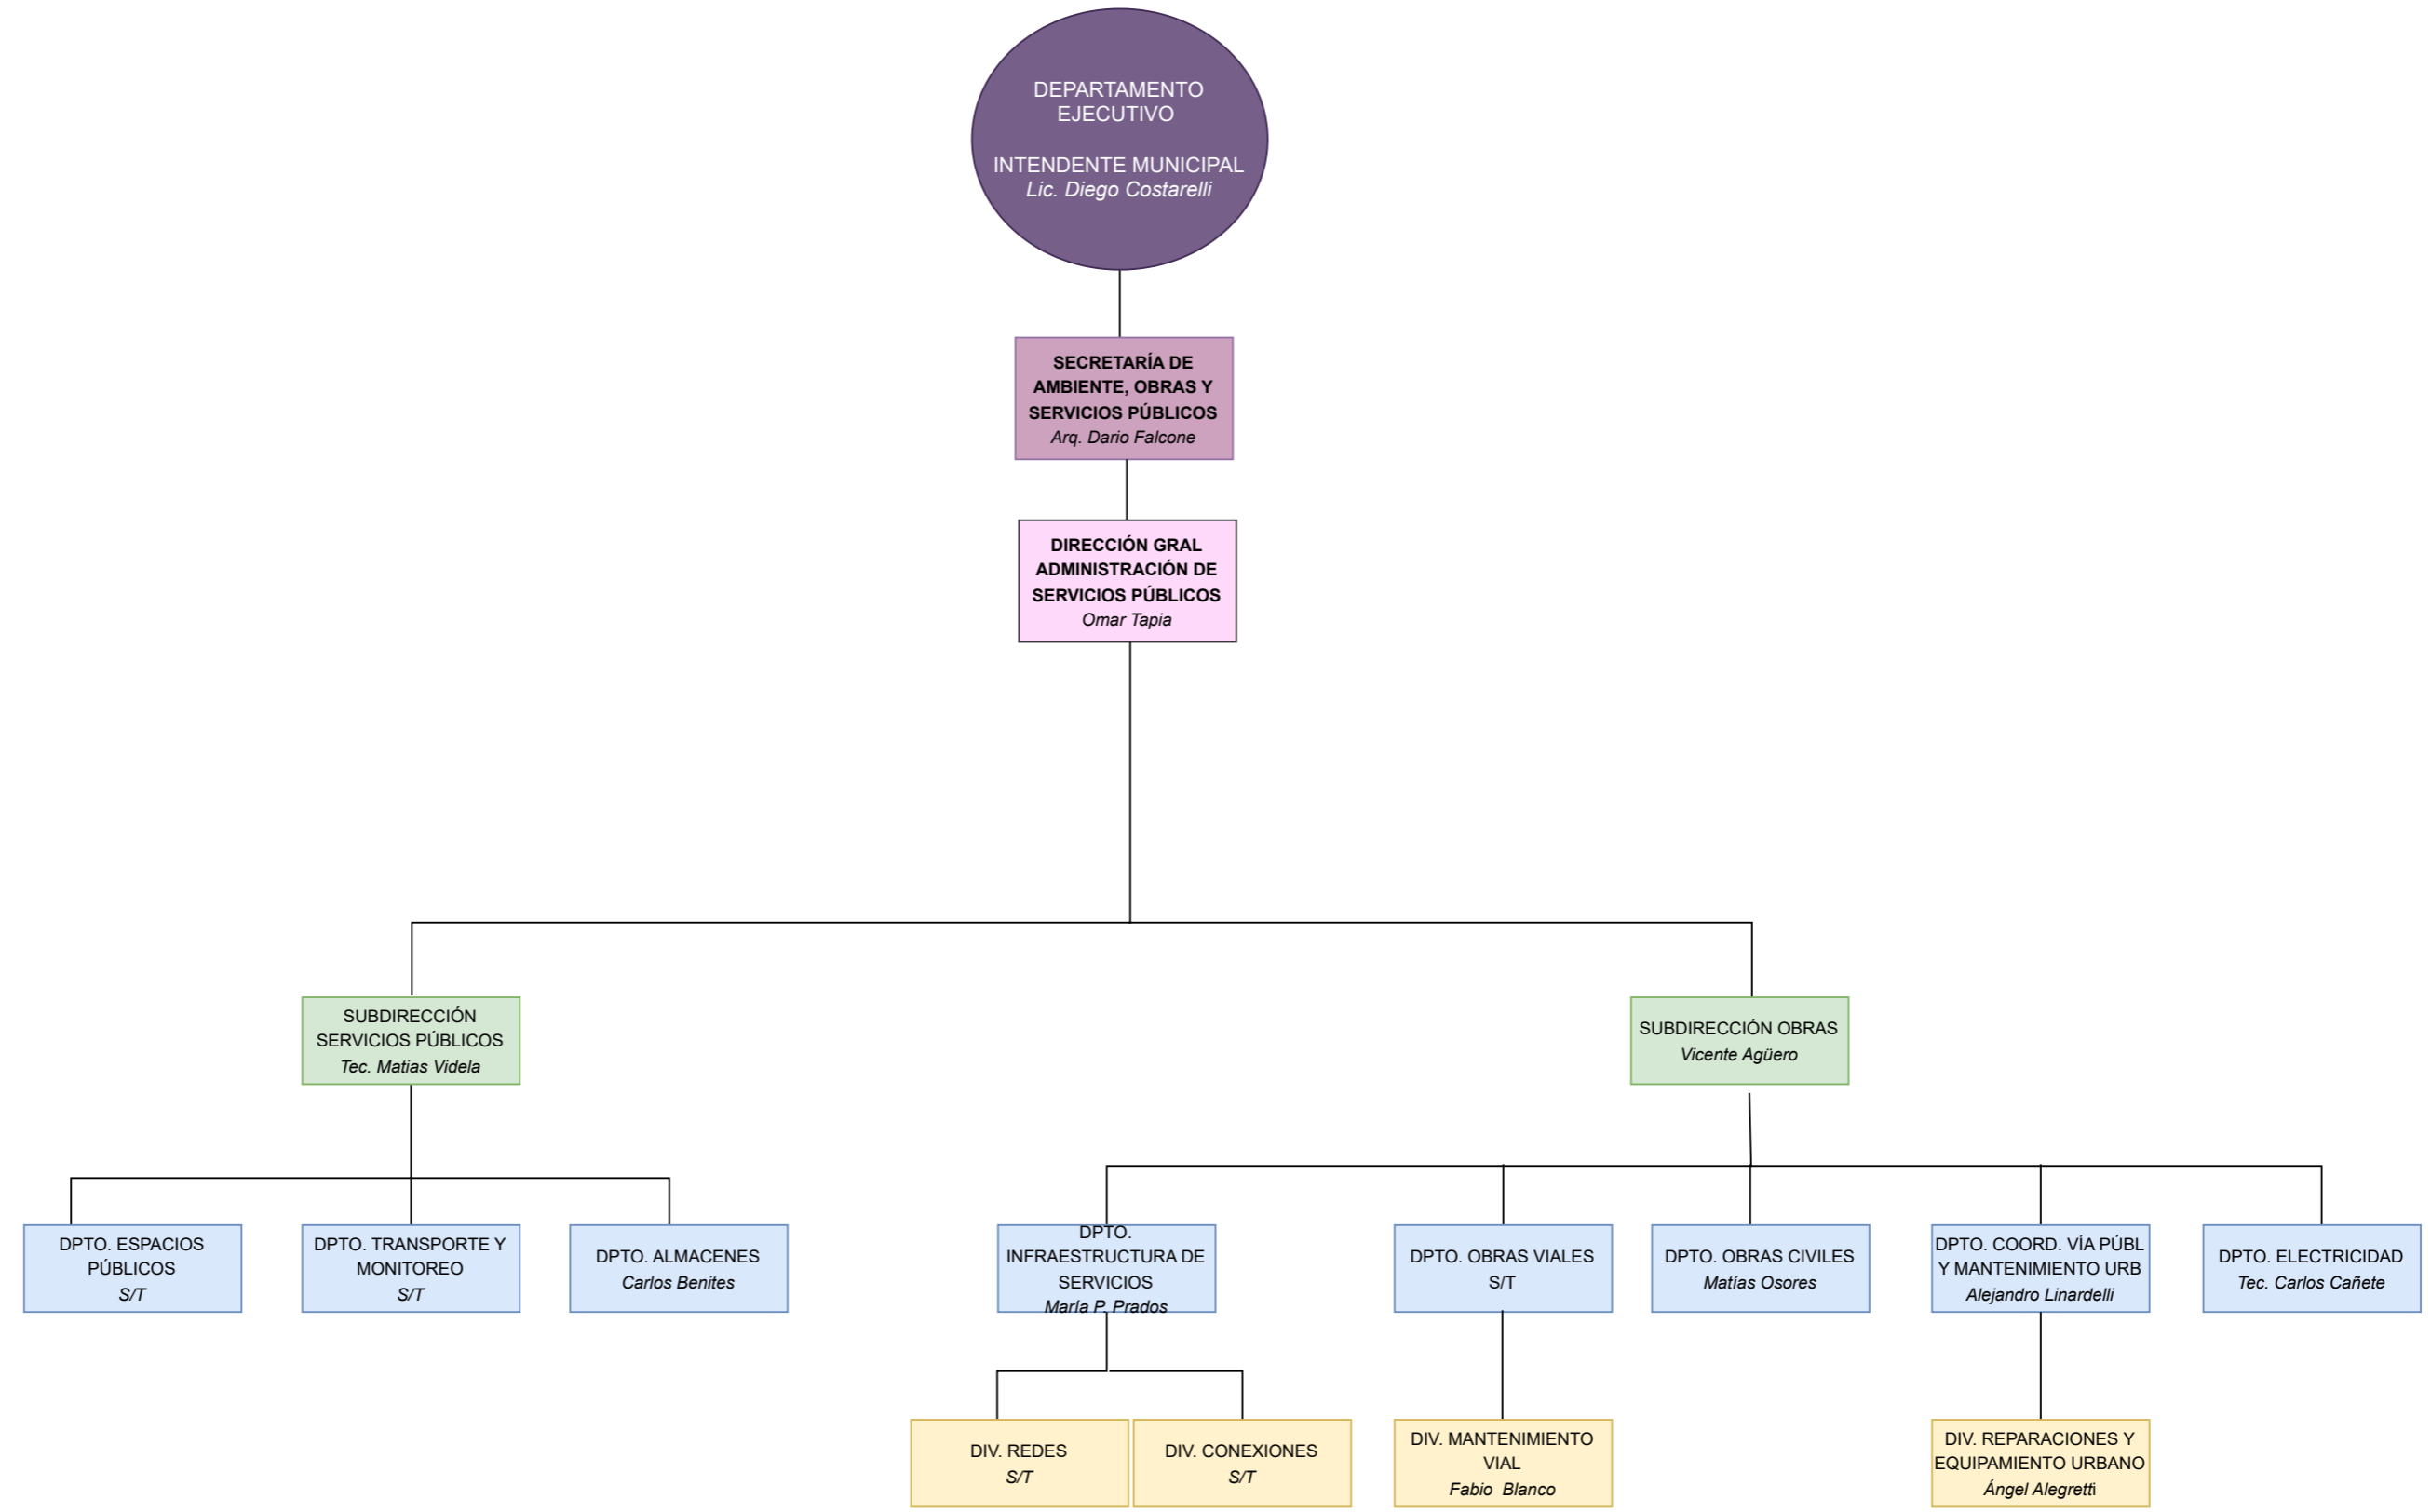 DEPARTAMENTO
EJECUTIVO
INTENDENTE MUNICIPAL
Lic. Diego Costarelli
SECRETARÍA DE
AMBIENTE, OBRAS Y
SERVICIOS PÚBLICOS
Arq. Dario Falcone
DIRECCIÓN GRAL
ADMINISTRACIÓN DE
SERVICIOS PÚBLICOS
Omar Tapia
SUBDIRECCIÓN
SERVICIOS PÚBLICOS
Tec. Matias Videla
SUBDIRECCIÓN OBRAS
Vicente Agüero
DPTO. ESPACIOS
PÚBLICOS
S/T
DPTO. TRANSPORTE Y
MONITOREO
S/T
DPTO. ALMACENES
Carlos Benites
DPTO.
INFRAESTRUCTURA DE
SERVICIOS
María P. Prados
DPTO. OBRAS VIALES
S/T
DPTO. OBRAS CIVILES
Matías Osores
DPTO. COORD. VÍA PÚBL
Y MANTENIMIENTO URB
Alejandro Linardelli
DPTO. ELECTRICIDAD
Tec. Carlos Cañete
DIV. REDES
S/T
DIV. CONEXIONES
S/T
DIV. MANTENIMIENTO
VIAL
Fabio Blanco
DIV. REPARACIONES Y
EQUIPAMIENTO URBANO
Ángel Alegretti